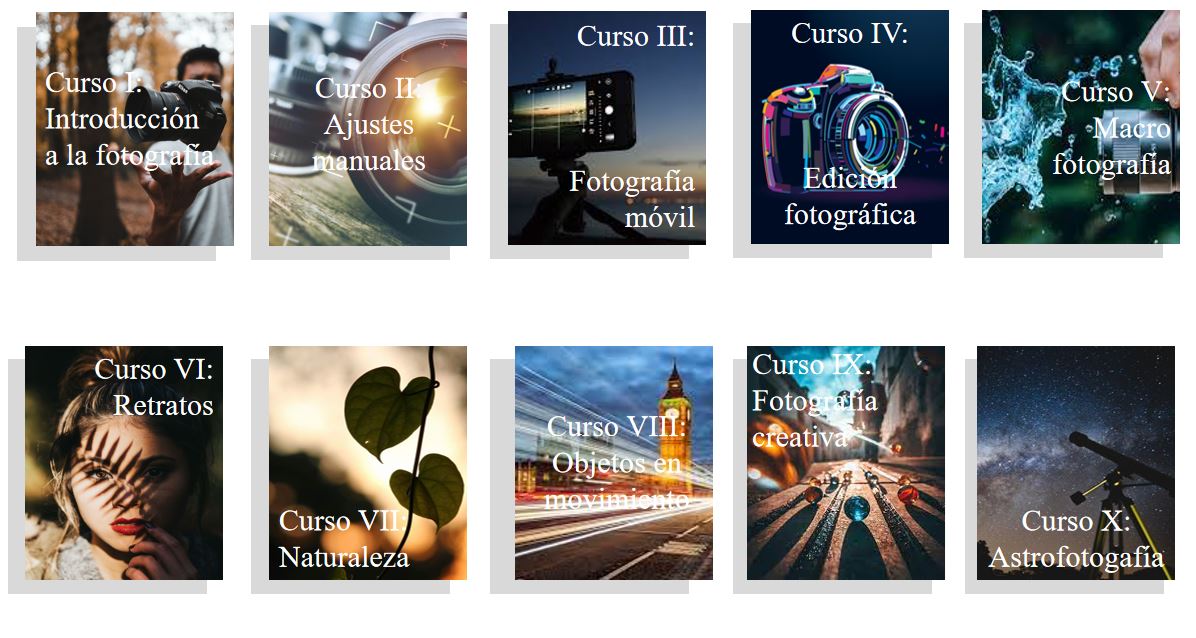 Curso I:
Introducción
a la fotografía
Curso II:
Ajustes
manuales
Curso III:
Fotografía
móvil
Curso IV:
Edición
fotográfica
Curso V:
Macro
fotografía
Curso VI:
Retratos
Curso VII:
Naturaleza
Curso VIII:
Objetos en
movimiento
Curso IX:
Fotografía
creativa
Curso X:
Astrofotogafía